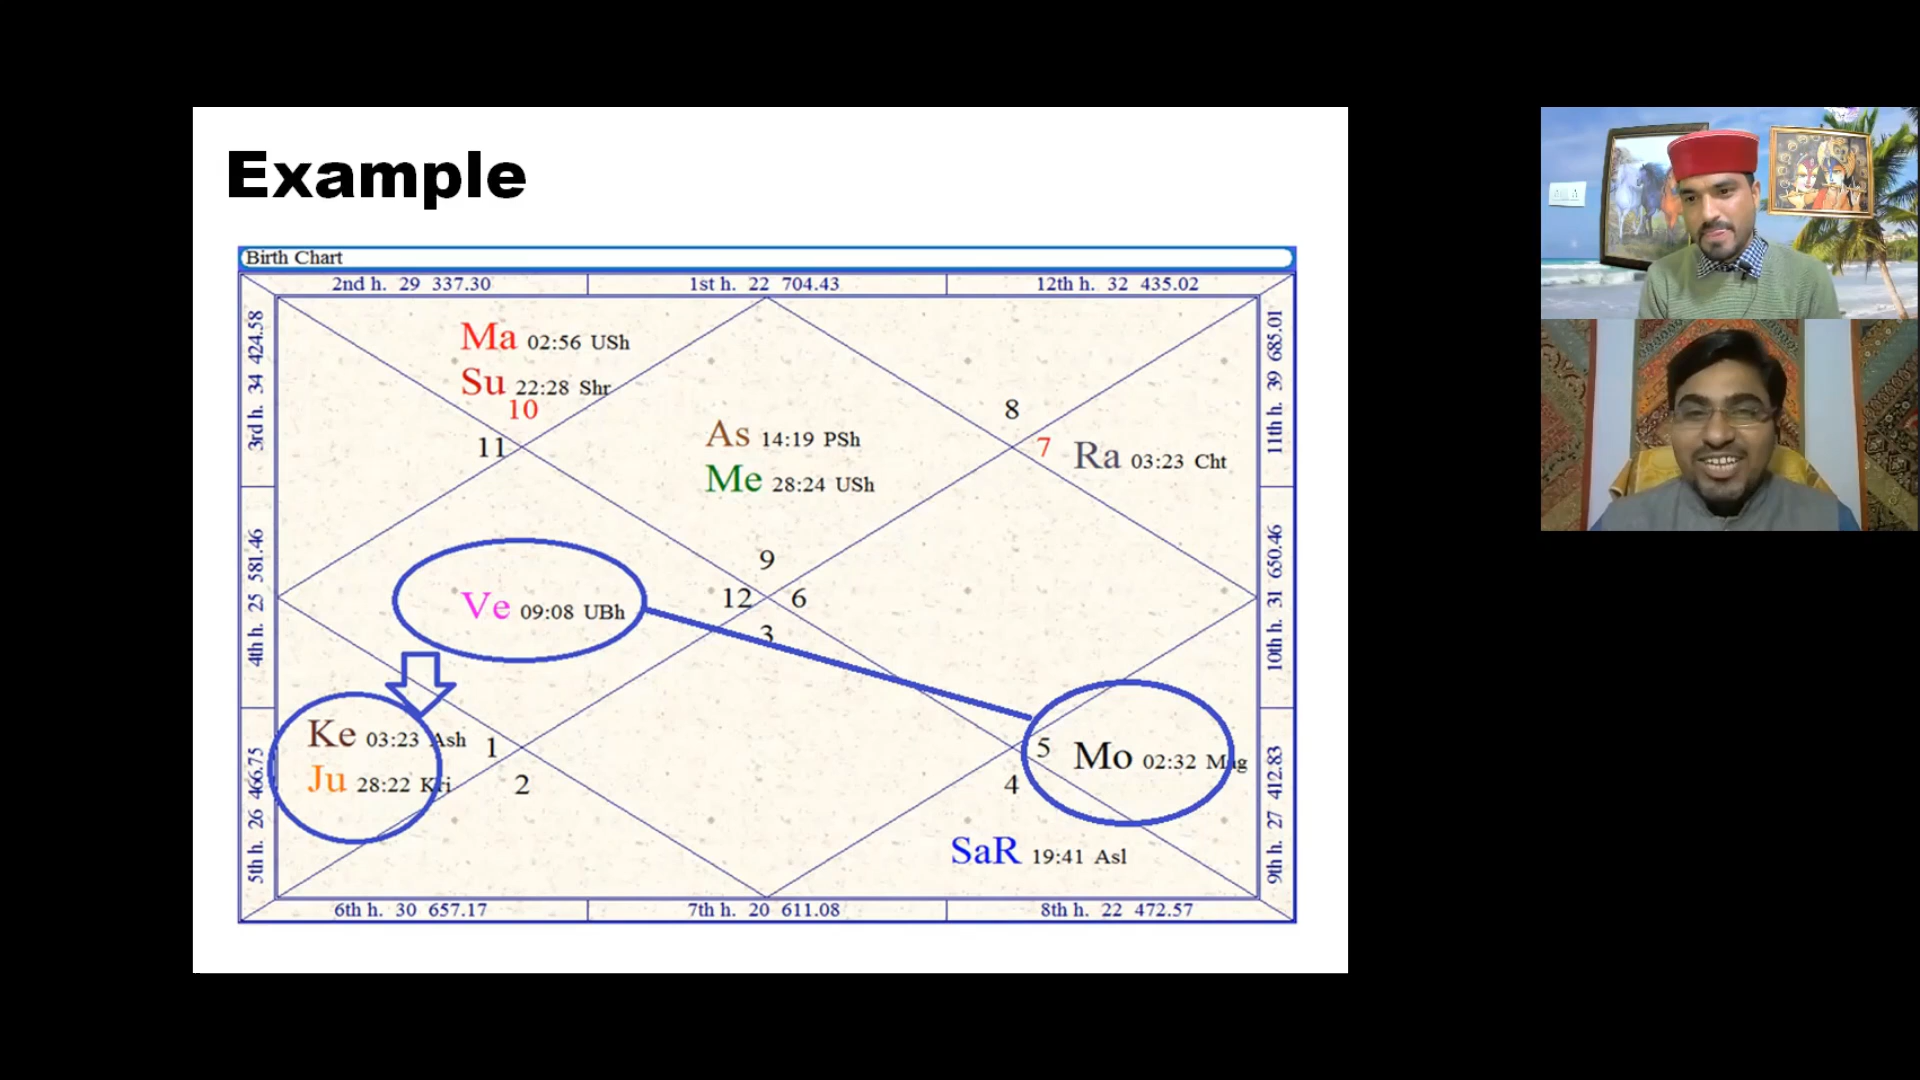 Example
Birth Chart
2nd h. 29 337.30
1st h. 22 704.43
12th h. 32 435.02
3rd h. 34 424.58
11th h. 39 685.01
Ma 02:56 USh
Su 22:28 Shr
10
11
As 14:19 PSh
Me 28:24 USh
8
7
Ra 03:23 Cht
4th h. 25 581.46
10th h. 31 650.46
Ve 09:08 UBh
9
12
6
3
5th h. 26 466.75
9th h. 27 412.83
Ke 03:23 Ash
Ju 28:22 Kri
1
2
5
4
Mo 02:32 Mag
SaR 19:41 Asl
6th h. 30 657.17
7th h. 20 611.08
8th h. 22 472.57